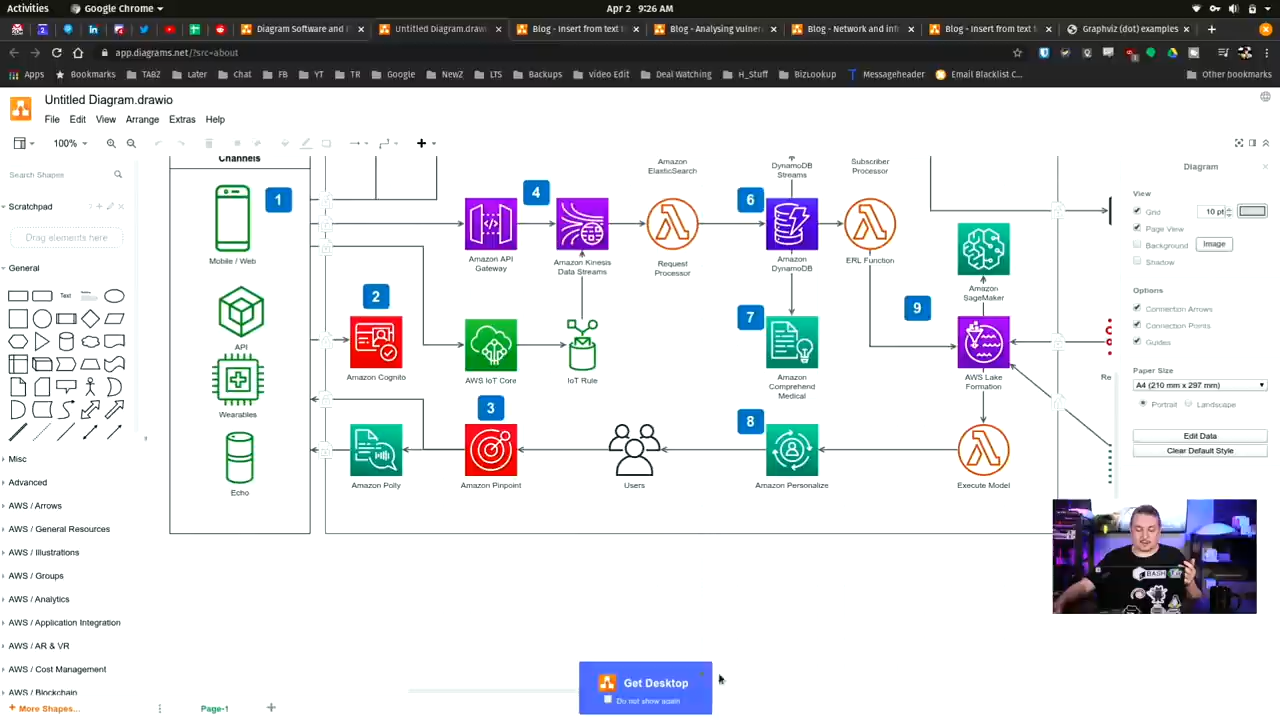 Activities
Google Chrome
Apr 2 9:26 AM
Diagram Software and F
Untitled Diagram.drawio
Blog - Insert from text
Blog - Analysing vulner
Blog - Network and inf
Blog - Insert from text S
Graphviz (dot) examples
app.diagrams.net/?src=about
Apps
Bookmarks
TABZ
Later
Chat
FB
YT
TR
Google
NewZ
LTS
Backups
Video Edit
Deal Watching
H_Stuff
BizLookup
Messageheader
Email Blacklist C...
Other bookmarks
Untitled Diagram.drawio
File Edit View Arrange Extras Help
100%
Search Shapes
Scratchpad
Drag elements here
General
Text
Misc
Advanced
AWS / Arrows
AWS / General Resources
AWS / Illustrations
AWS / Groups
AWS / Analytics
AWS / Application Integration
AWS / AR & VR
AWS / Cost Management
AWS / Blockchain
+ More Shapes...
Page-1
Channels
1
Mobile / Web
API
Wearables
Echo
2
Amazon Cognito
Amazon Polly
4
Amazon API
Gateway
Amazon Kinesis
Data Streams
AWS IoT Core
IoT Rule
3
Amazon Pinpoint
Users
Amazon
ElasticSearch
Request
Processor
DynamoDB
Streams
6
Amazon
DynamoDB
7
Amazon
Comprehend
Medical
8
Amazon Personalize
Subscriber
Processor
ERL Function
9
Amazon
SageMaker
AWS Lake
Formation
Execute Model
Re
Get Desktop
Do not show again
Diagram
View
Grid
10 pt
Page View
Background
Image
Shadow
Options
Connection Arrows
Connection Points
Guides
Paper Size
A4 (210 mm x 297 mm)
Portrait
Landscape
Edit Data
Clear Default Style
BASH